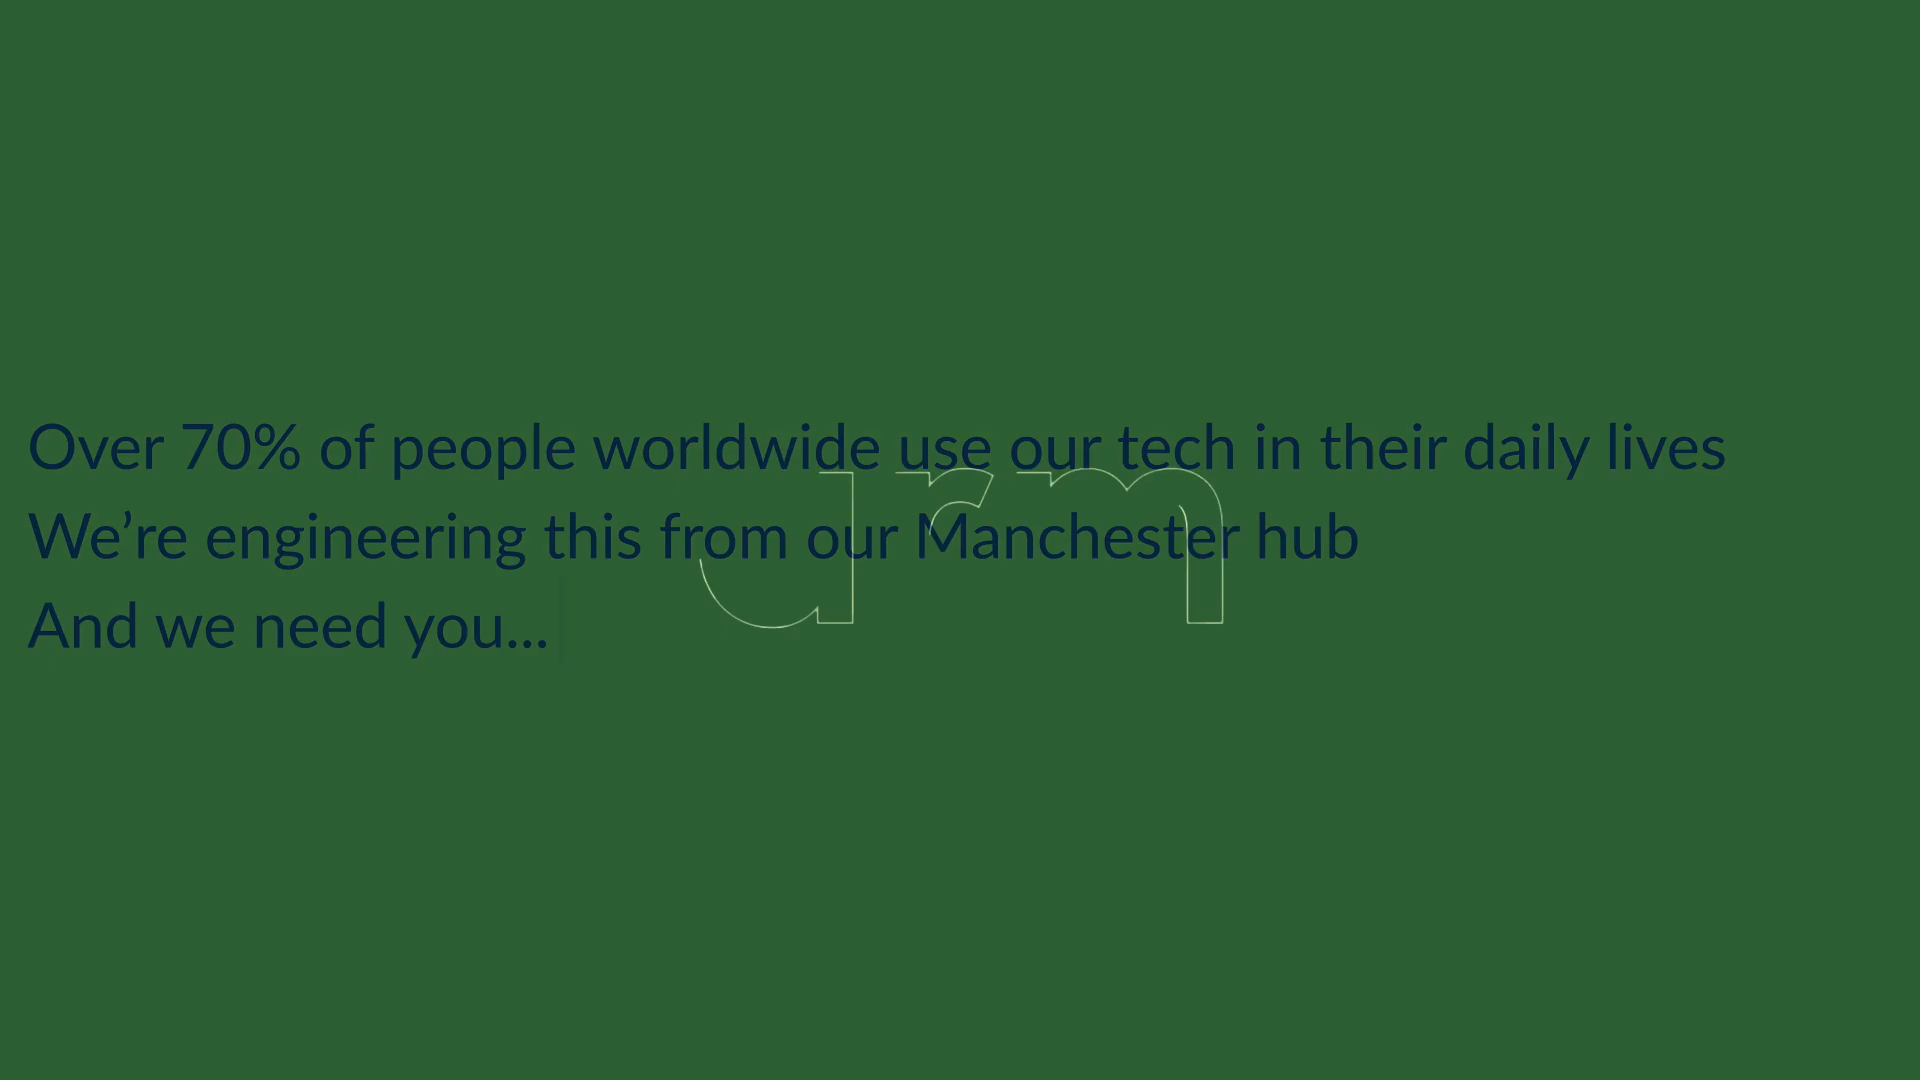 Over 70% of people worldwide use our tech in their daily lives
We’re engineering this from our Manchester hub
And we need you...
arm